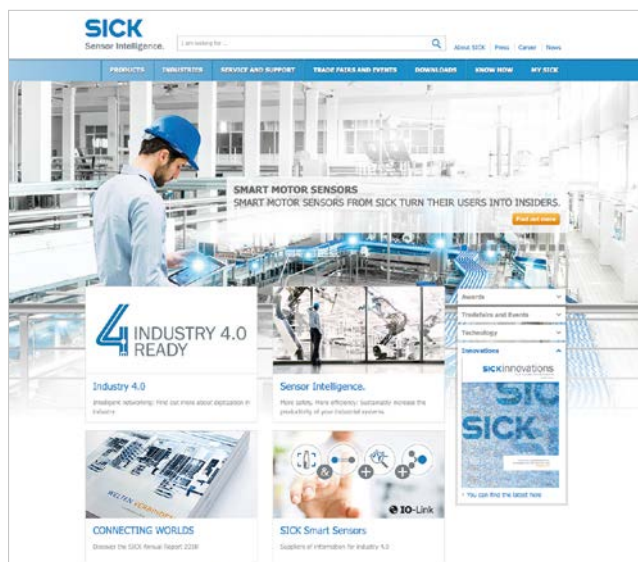 SICK
Sensor Intelligence.
I am looking for ...
About SICK Press Career News
PRODUCTS INDUSTRIES SERVICE AND SUPPORT TRADE FAIRS AND EVENTS DOWNLOADS KNOW HOW MY SICK
SMART MOTOR SENSORS
SMART MOTOR SENSORS FROM SICK TURN THEIR USERS INTO INSIDERS.
Find out more
4 INDUSTRY 4.0
READY
Industry 4.0
Intelligent networking: Find out more about digitization in
industry
Sensor Intelligence.
More safety. More efficiency: Sustainably increase the
productivity of your industrial systems.
Awards
Tradefairs and Events
Technology
Innovations
SICKinnovations
SICK
SICK
You can find the latest here
WELTEN VERBINDEN
CONNECTING WORLDS
Discover the SICK Annual Report 2016
& + +
IO-Link
SICK Smart Sensors
Suppliers of information for Industry 4.0